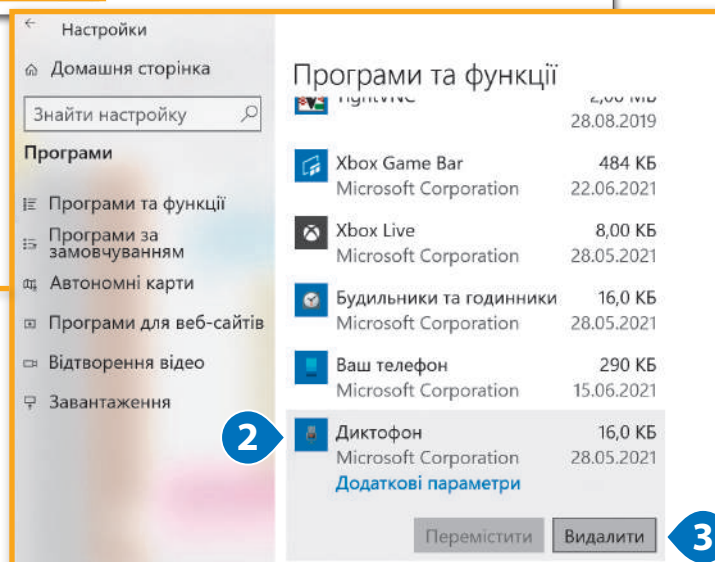 Настройки
Домашня сторінка
Знайти настройку
Програми
Програми та функції
Програми за
замовчуванням
Автономні карти
Програми для веб-сайтів
Відтворення відео
Завантаження
Програми та функції
TightVNC 2,00 МБ
28.08.2019
Xbox Game Bar 484 КБ
Microsoft Corporation 22.06.2021
Xbox Live 8,00 КБ
Microsoft Corporation 28.05.2021
Будильники та годинники 16,0 КБ
Microsoft Corporation 28.05.2021
Ваш телефон 290 КБ
Microsoft Corporation 15.06.2021
2
Диктофон 16,0 КБ
Microsoft Corporation 28.05.2021
Додаткові параметри
Перемістити Видалити
3